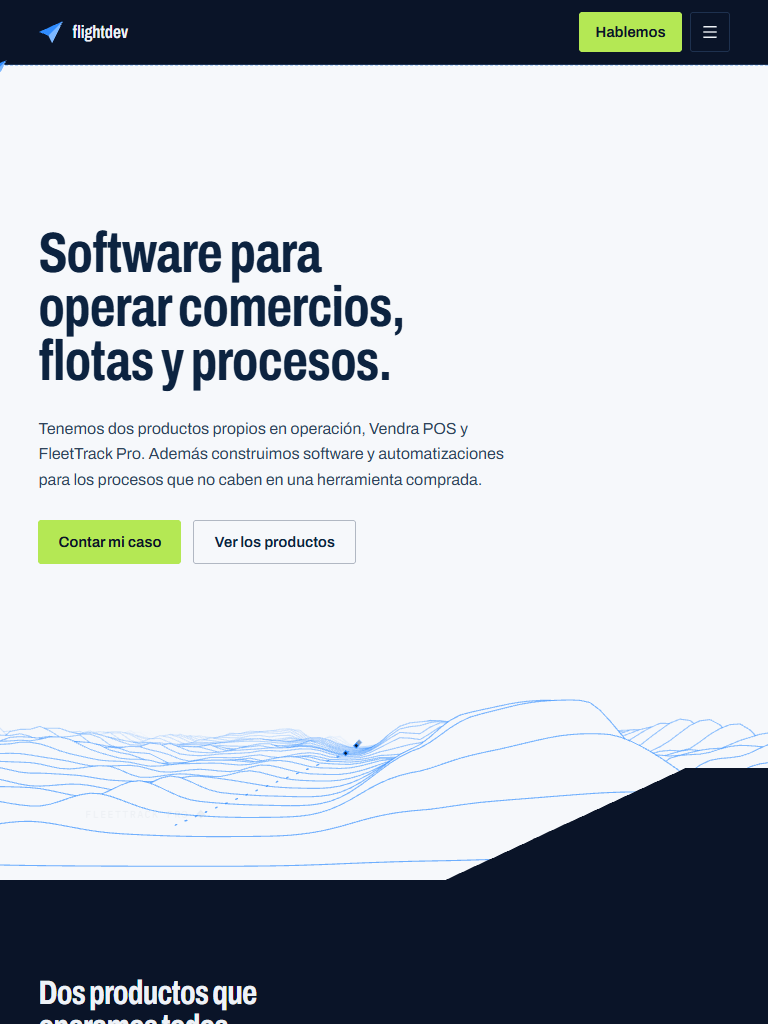 flightdev
Hablemos
Software para
operar comercios,
flotas y procesos.
Tenemos dos productos propios en operación, Vendra POS y
FleetTrack Pro. Además construimos software y automatizaciones
para los procesos que no caben en una herramienta comprada.
Contar mi caso
Ver los productos
Dos productos que
operamos todos